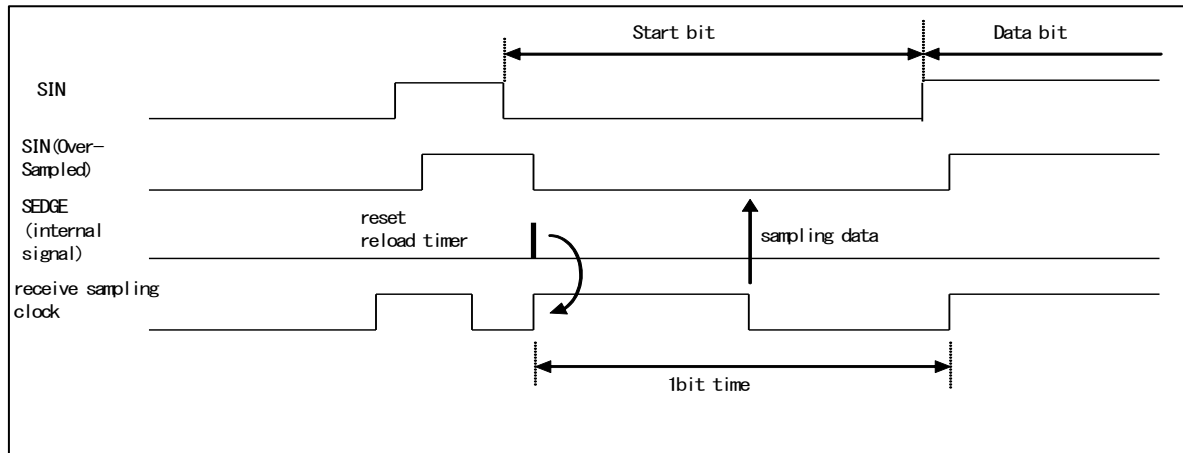 Start bit
Data bit
SIN
SIN(Over-
Sampled)
SEDGE
(internal
signal)
reset
reload timer
sampling data
receive sampling
clock
1bit time